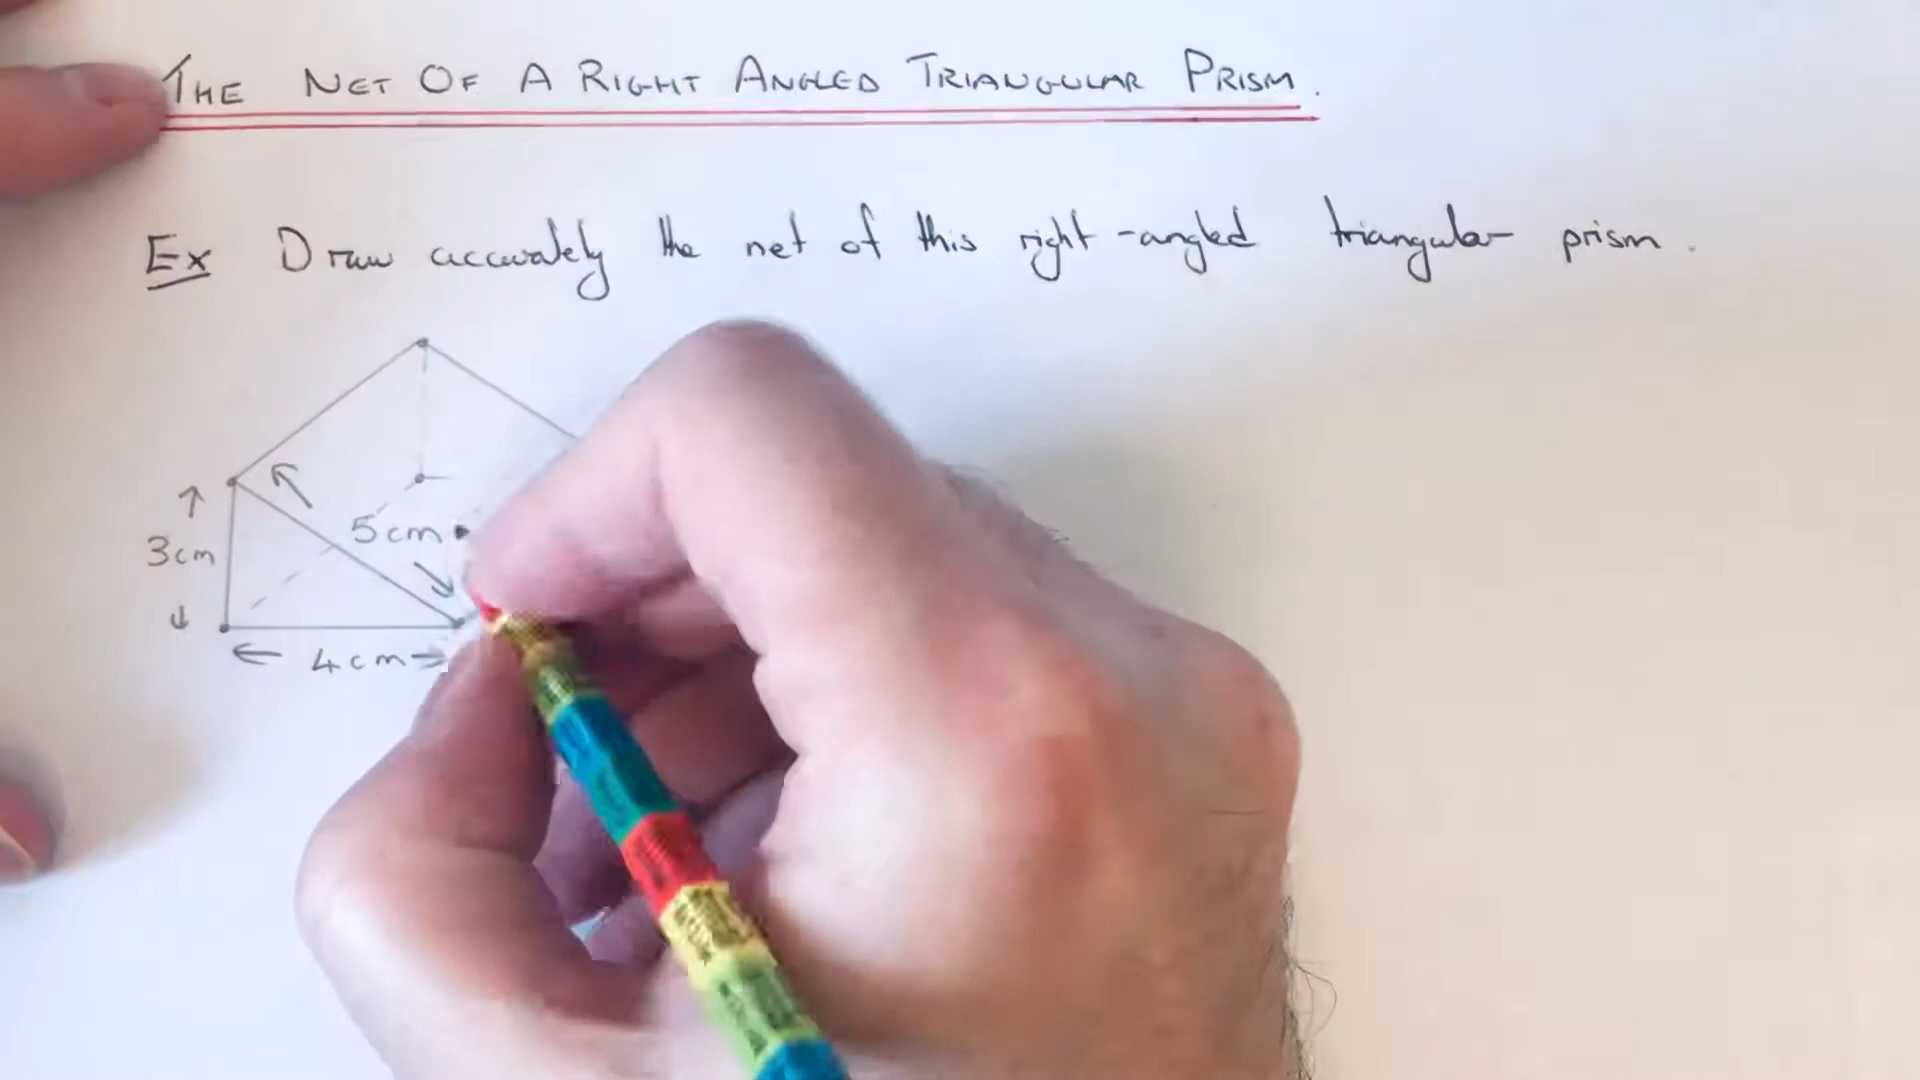 THE NET OF A RIGHT ANGLED TRIANGULAR PRISM.
Ex Draw accurately the net of this right-angled triangular prism.
5cm
3cm
4cm